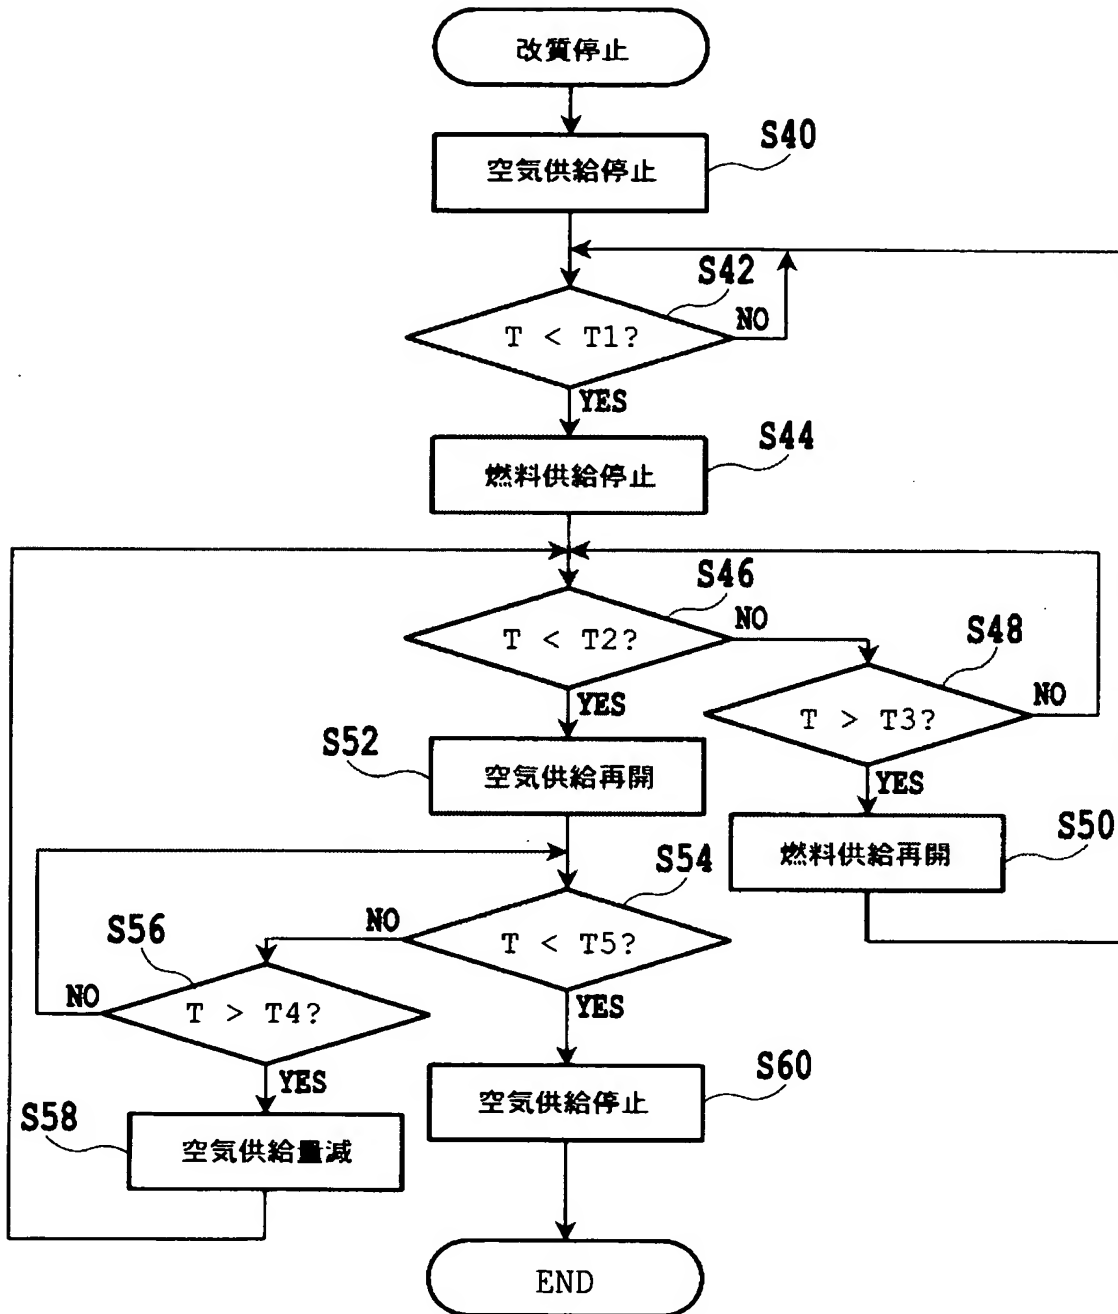 改質停止
S40
空気供給停止
S42
T < T1?
NO
YES
S44
燃料供給停止
S46
T < T2?
NO
YES
S48
T > T3?
NO
YES
S52
空気供給再開
S50
燃料供給再開
S54
T < T5?
NO
YES
S56
T > T4?
NO
YES
S58
空気供給量減
S60
空気供給停止
END